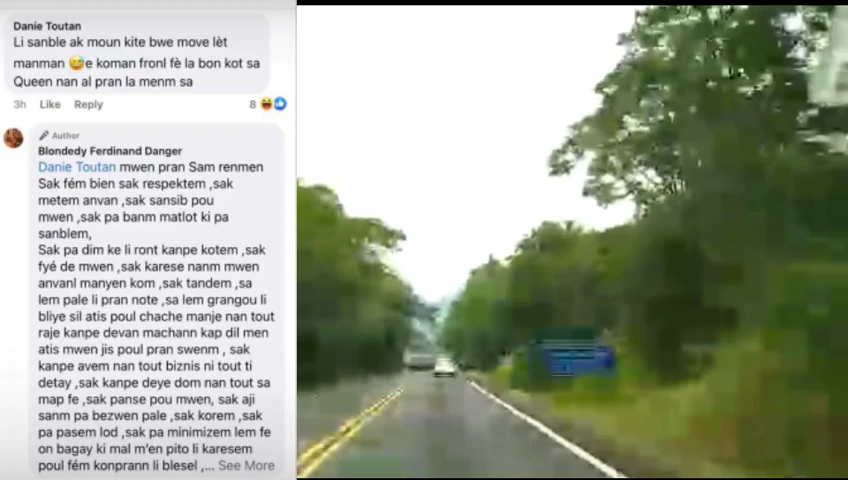 Danie Toutan
Li sanble ak moun kite bwe move lèt
manman 😅e koman fronl fè la bon kot sa
Queen nan al pran la menm sa
3h Like Reply 8
Author
Blondedy Ferdinand Danger
Danie Toutan mwen pran Sam renmen
Sak fém bien sak respektem ,sak
metem anvan ,sak sansib pou
mwen ,sak pa banm matlot ki pa
sanblem,
Sak pa dim ke li ront kanpe kotem ,sak
fyé de mwen ,sak karese nanm mwen
anvanl manyen kom ,sak tandem ,sa
lem pale li pran note ,sa lem grangou li
bliye sil atis poul chache manje nan tout
raje kanpe devan machann kap dil men
atis mwen jis poul pran swenm , sak
kanpe avem nan tout biznis ni tout ti
detay ,sak kanpe deye dom nan tout sa
map fe ,sak panse pou mwen, sak aji
sanm pa bezwen pale ,sak korem ,sak
pa pasem lod ,sak pa minimizem lem fe
on bagay ki mal m'en pito li karesem
poul fém konprann li blesel ,... See More